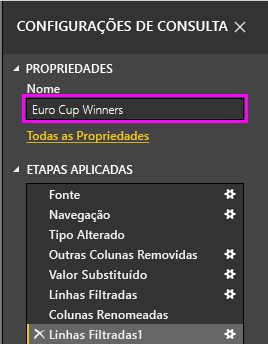 CONFIGURAÇÕES DE CONSULTA
PROPRIEDADES
Nome
Euro Cup Winners
Todas as Propriedades
ETAPAS APLICADAS
Fonte
Navegação
Tipo Alterado
Outras Colunas Removidas
Valor Substituído
Linhas Filtradas
Colunas Renomeadas
Linhas Filtradas1